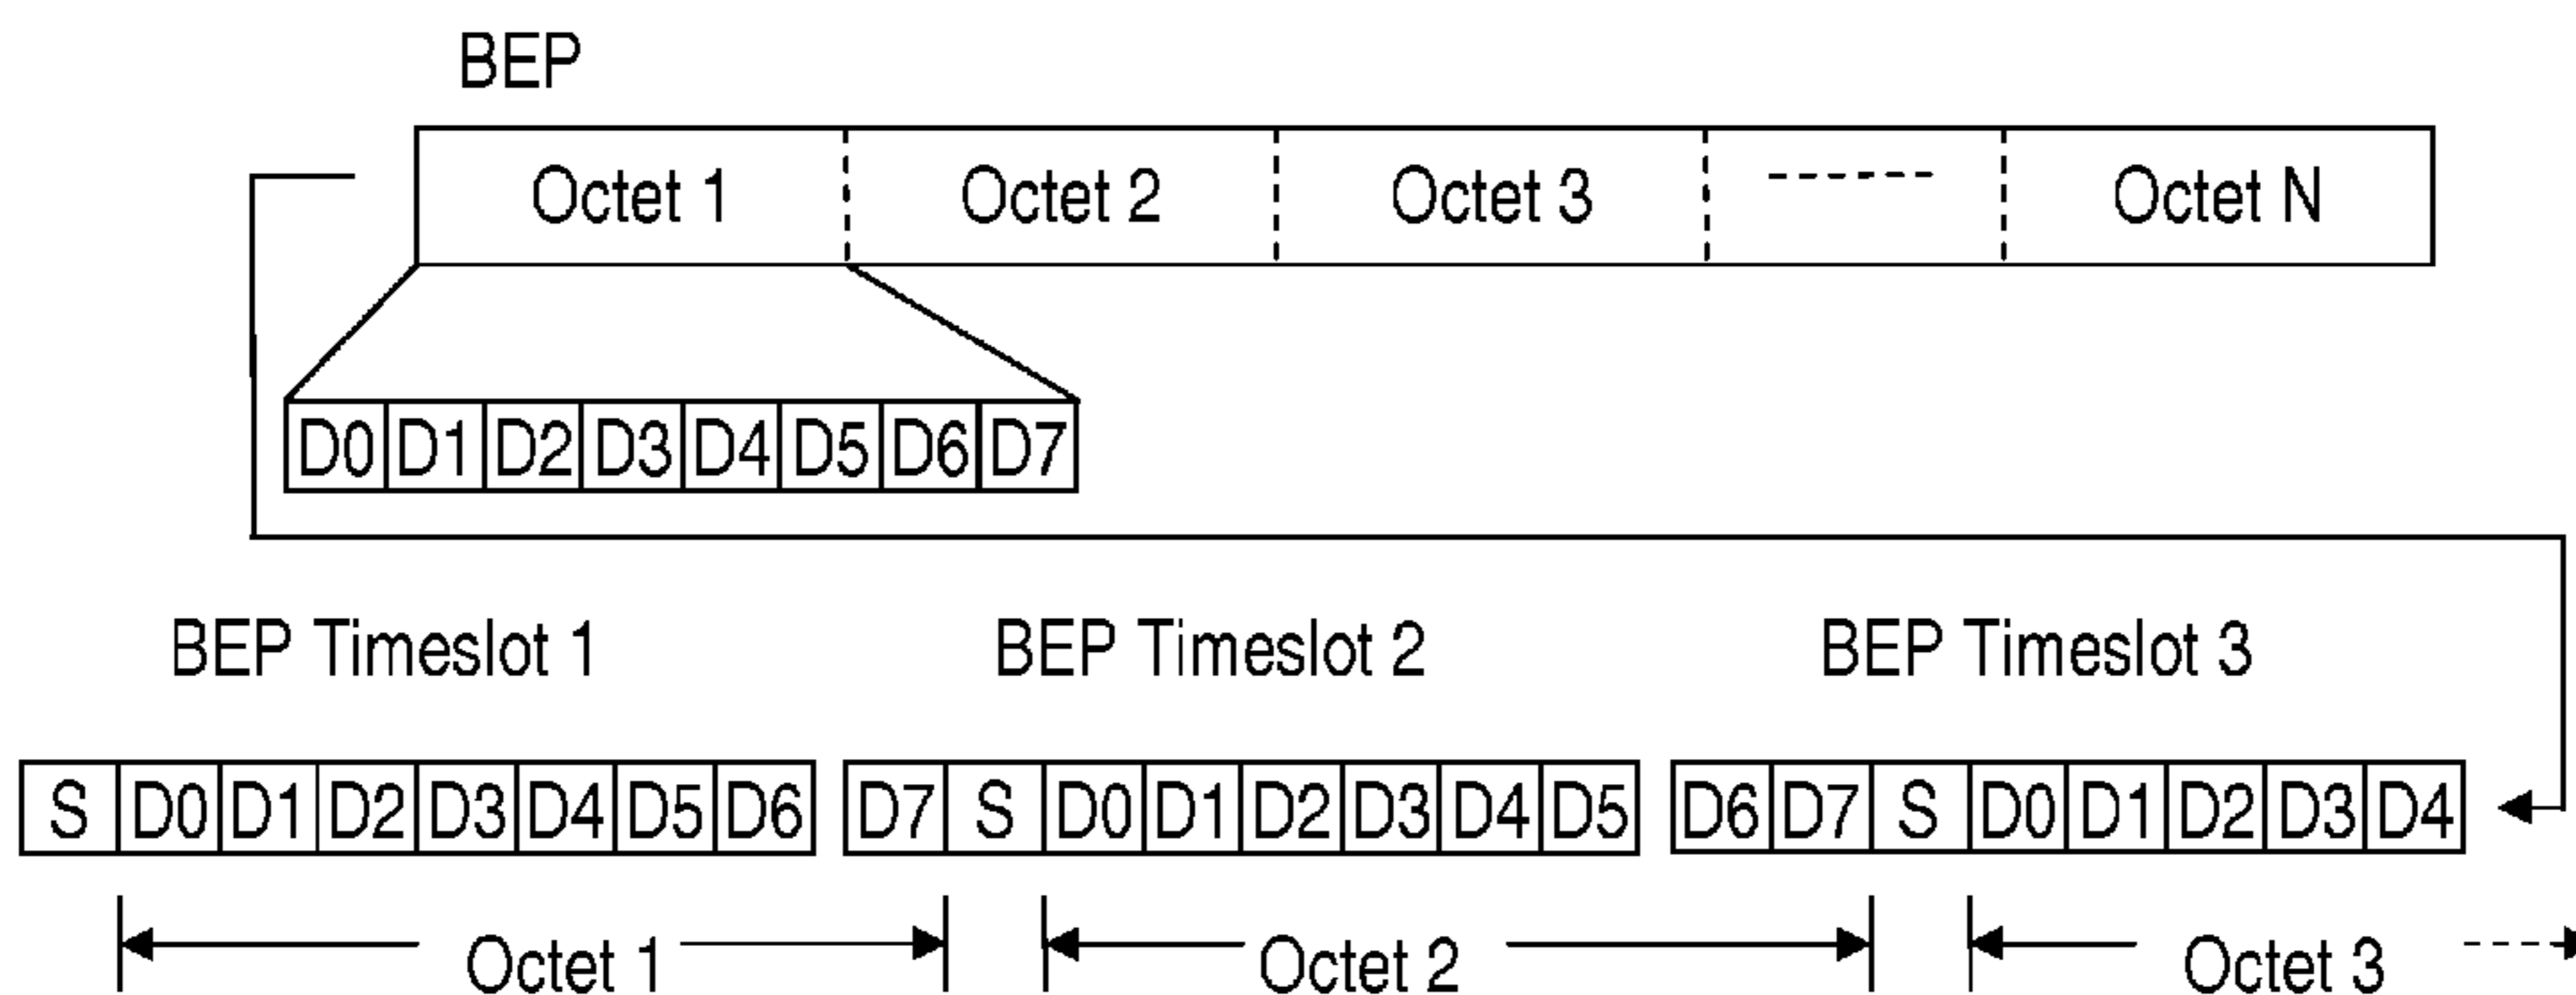 BEP
Octet 1 Octet 2 Octet 3 Octet N
D0 D1 D2 D3 D4 D5 D6 D7
BEP Timeslot 1 BEP Timeslot 2 BEP Timeslot 3
S D0 D1 D2 D3 D4 D5 D6 D7 S D0 D1 D2 D3 D4 D5 D6 D7 S D0 D1 D2 D3 D4
Octet 1 Octet 2 Octet 3